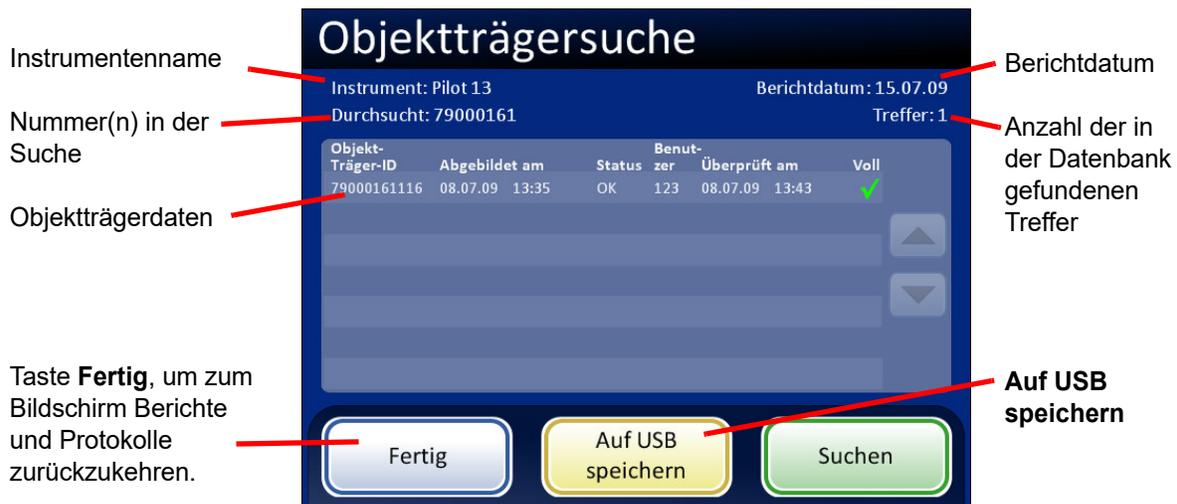 Objektträgersuche
Instrumentenname
Instrument: Pilot 13
Berichtdatum: 15.07.09
Berichtdatum
Nummer(n) in der
Suche
Durchsucht: 79000161
Treffer: 1
Anzahl der in
der Datenbank
gefundenen
Treffer
Objekt-
Träger-ID
Abgebildet am
Status
Benut-
zer
Überprüft am
Voll
79000161116 08.07.09 13:35 OK 123 08.07.09 13:43 ✓
Objektträgerdaten
Taste Fertig, um zum
Bildschirm Berichte
und Protokolle
zurückzukehren.
Auf USB
speichern
Fertig
Auf USB
speichern
Suchen